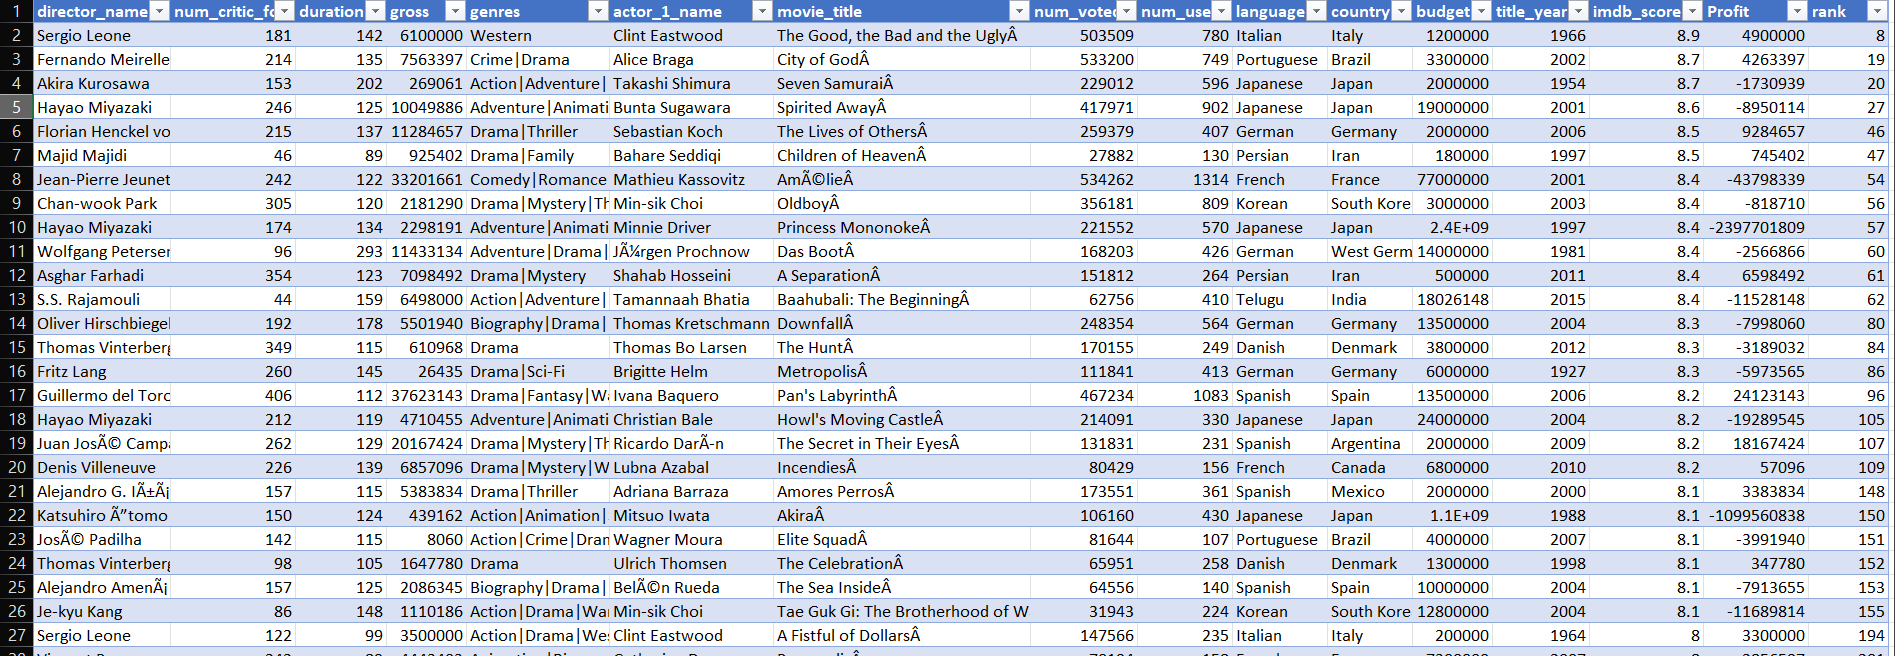 1 director_name num_critic_fo duration gross genres actor_1_name movie_title num_voted num_use language country budget title_year imdb_score Profit rank
2 Sergio Leone 181 142 6100000 Western Clint Eastwood The Good, the Bad and the UglyÂ 503509 780 Italian Italy 1200000 1966 8.9 4900000 8
3 Fernando Meirelle 214 135 7563397 Crime|Drama Alice Braga City of GodÂ 533200 749 Portuguese Brazil 3300000 2002 8.7 4263397 19
4 Akira Kurosawa 153 202 269061 Action|Adventure| Takashi Shimura Seven SamuraiÂ 229012 596 Japanese Japan 2000000 1954 8.7 -1730939 20
5 Hayao Miyazaki 246 125 10049886 Adventure|Animati Bunta Sugawara Spirited AwayÂ 417971 902 Japanese Japan 19000000 2001 8.6 -8950114 27
6 Florian Henckel vo 215 137 11284657 Drama|Thriller Sebastian Koch The Lives of OthersÂ 259379 407 German Germany 2000000 2006 8.5 9284657 46
7 Majid Majidi 46 89 925402 Drama|Family Bahare Seddiqi Children of HeavenÂ 27882 130 Persian Iran 180000 1997 8.5 745402 47
8 Jean-Pierre Jeunet 242 122 33201661 Comedy|Romance Mathieu Kassovitz AmÃ©lieÂ 534262 1314 French France 77000000 2001 8.4 -43798339 54
9 Chan-wook Park 305 120 2181290 Drama|Mystery|Th Min-sik Choi OldboyÂ 356181 809 Korean South Kore 3000000 2003 8.4 -818710 56
10 Hayao Miyazaki 174 134 2298191 Adventure|Animati Minnie Driver Princess MononokeÂ 221552 570 Japanese Japan 2.4E+09 1997 8.4 -2397701809 57
11 Wolfgang Petersen 96 293 11433134 Adventure|Drama| JÃ¼rgen Prochnow Das BootÂ 168203 426 German West Germ 14000000 1981 8.4 -2566866 60
12 Asghar Farhadi 354 123 7098492 Drama|Mystery Shahab Hosseini A SeparationÂ 151812 264 Persian Iran 500000 2011 8.4 6598492 61
13 S.S. Rajamouli 44 159 6498000 Action|Adventure| Tamannaah Bhatia Baahubali: The BeginningÂ 62756 410 Telugu India 18026148 2015 8.4 -11528148 62
14 Oliver Hirschbiegel 192 178 5501940 Biography|Drama| Thomas Kretschmann DownfallÂ 248354 564 German Germany 13500000 2004 8.3 -7998060 80
15 Thomas Vinterberg 349 115 610968 Drama Thomas Bo Larsen The HuntÂ 170155 249 Danish Denmark 3800000 2012 8.3 -3189032 84
16 Fritz Lang 260 145 26435 Drama|Sci-Fi Brigitte Helm MetropolisÂ 111841 413 German Germany 6000000 1927 8.3 -5973565 86
17 Guillermo del Toro 406 112 37623143 Drama|Fantasy|Wa Ivana Baquero Pan's LabyrinthÂ 467234 1083 Spanish Spain 13500000 2006 8.2 24123143 96
18 Hayao Miyazaki 212 119 4710455 Adventure|Animati Christian Bale Howl's Moving CastleÂ 214091 330 Japanese Japan 24000000 2004 8.2 -19289545 105
19 Juan JosÃ© Campa 262 129 20167424 Drama|Mystery|Th Ricardo DarÃ-n The Secret in Their EyesÂ 131831 231 Spanish Argentina 2000000 2009 8.2 18167424 107
20 Denis Villeneuve 226 139 6857096 Drama|Mystery|W Lubna Azabal IncendiesÂ 80429 156 French Canada 6800000 2010 8.2 57096 109
21 Alejandro G. IÃ±Ã¡ 157 115 5383834 Drama|Thriller Adriana Barraza Amores PerrosÂ 173551 361 Spanish Mexico 2000000 2000 8.1 3383834 148
22 Katsuhiro Ã”tomo 150 124 439162 Action|Animation| Mitsuo Iwata AkiraÂ 106160 430 Japanese Japan 1.1E+09 1988 8.1 -1099560838 150
23 JosÃ© Padilha 142 115 8060 Action|Crime|Dran Wagner Moura Elite SquadÂ 81644 107 Portuguese Brazil 4000000 2007 8.1 -3991940 151
24 Thomas Vinterberg 98 105 1647780 Drama Ulrich Thomsen The CelebrationÂ 65951 258 Danish Denmark 1300000 1998 8.1 347780 152
25 Alejandro AmenÃ¡ 157 125 2086345 Biography|Drama| BelÃ©n Rueda The Sea InsideÂ 64556 140 Spanish Spain 10000000 2004 8.1 -7913655 153
26 Je-kyu Kang 86 148 1110186 Action|Drama|Wa Min-sik Choi Tae Guk Gi: The Brotherhood of W 31943 224 Korean South Kore 12800000 2004 8.1 -11689814 155
27 Sergio Leone 122 99 3500000 Action|Drama|We Clint Eastwood A Fistful of DollarsÂ 147566 235 Italian Italy 200000 1964 8 3300000 194